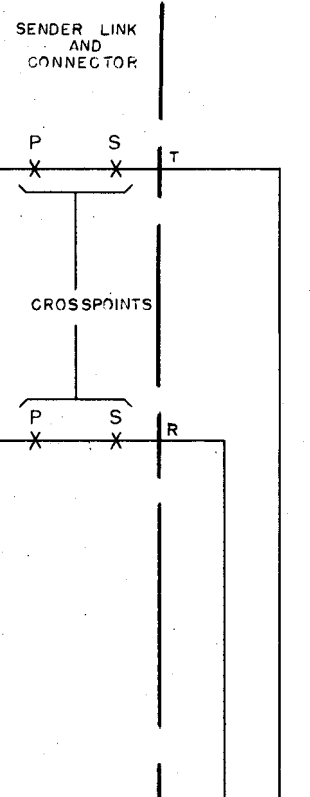 SENDER LINK
AND
CONNECTOR
P S T
CROSSPOINTS
P S R